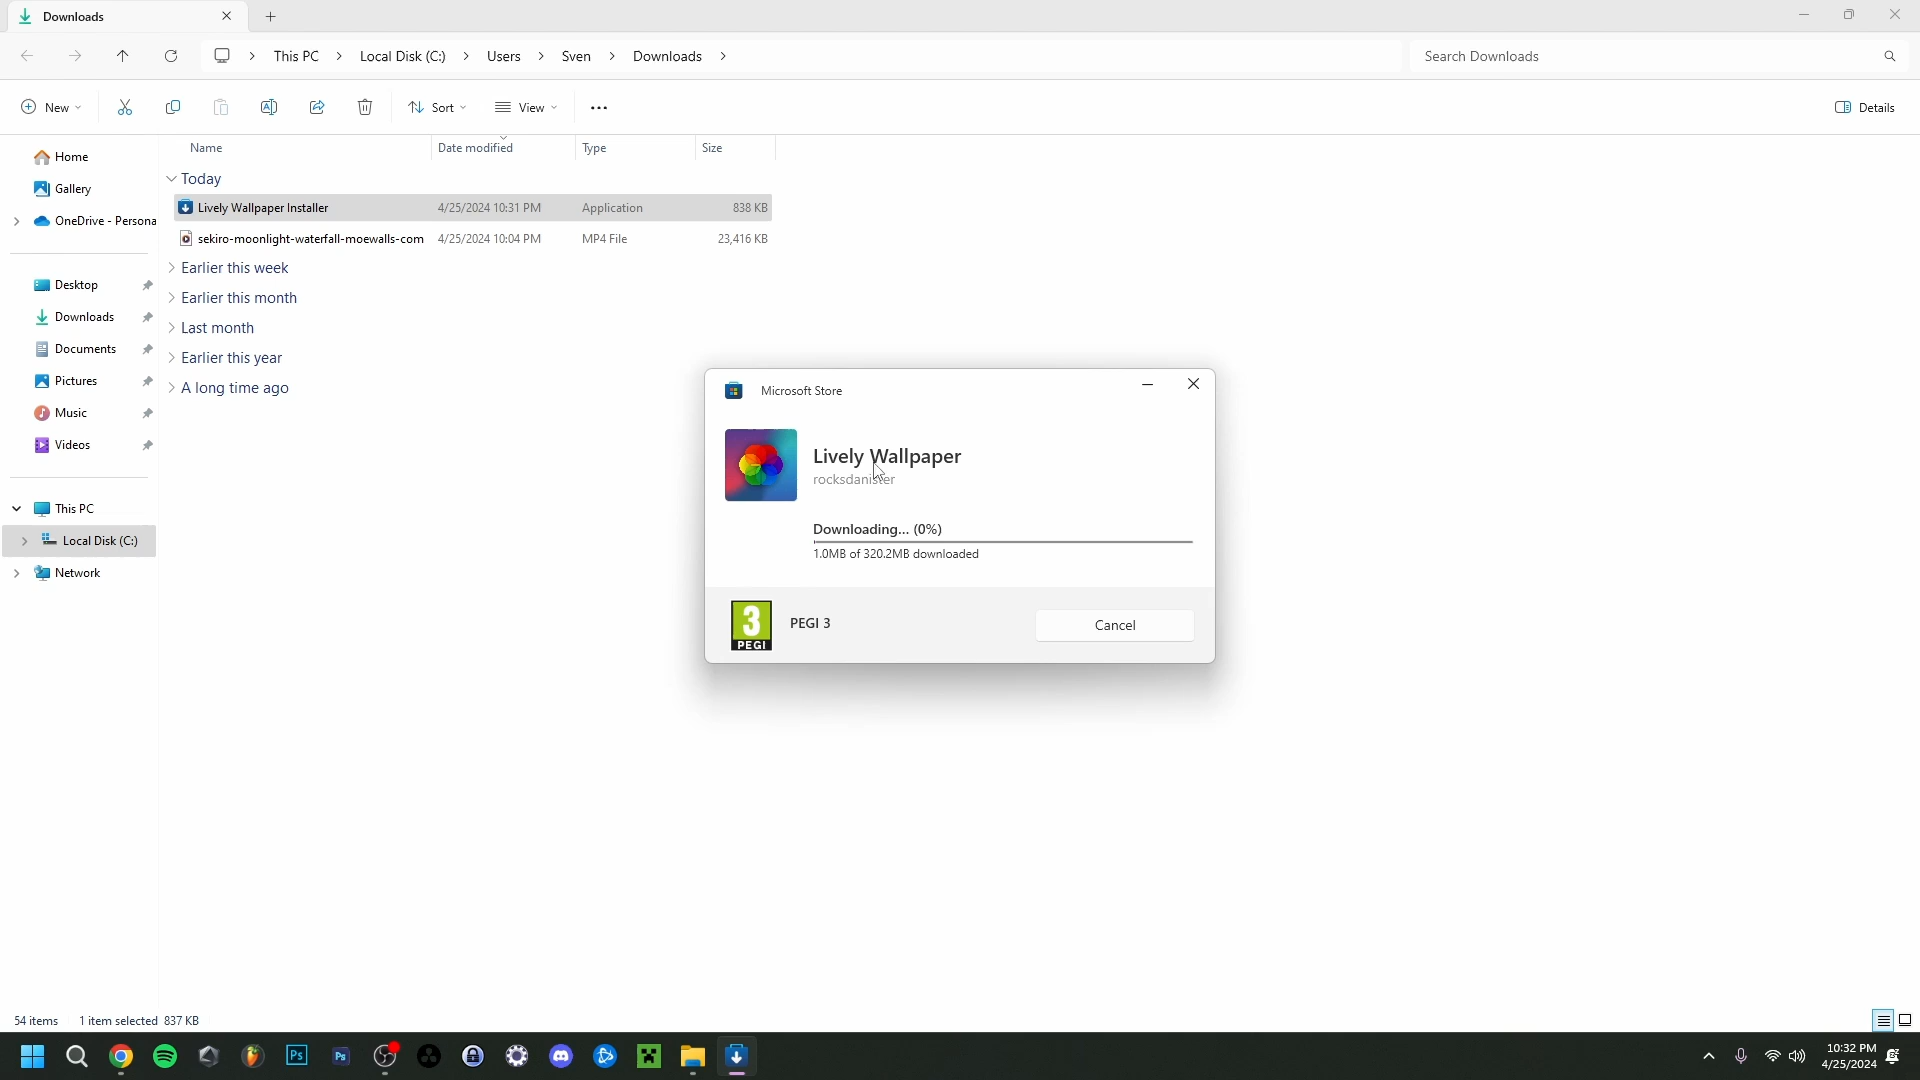 Downloads
This PC
Local Disk (C:)
Users
Sven
Downloads
Search Downloads
New
Sort
View
Details
Name
Date modified
Type
Size
Home
Gallery
OneDrive - Persona
Desktop
Downloads
Documents
Pictures
Music
Videos
This PC
Local Disk (C:)
Network
Today
Lively Wallpaper Installer 4/25/2024 10:31 PM Application 838 KB
sekiro-moonlight-waterfall-moewalls-com 4/25/2024 10:04 PM MP4 File 23,416 KB
Earlier this week
Earlier this month
Last month
Earlier this year
A long time ago
Microsoft Store
Lively Wallpaper
rocksdanister
Downloading... (0%)
1.0MB of 320.2MB downloaded
3
PEGI
PEGI 3
Cancel
54 items 1 item selected 837 KB
Ps
Ps
10:32 PM
4/25/2024